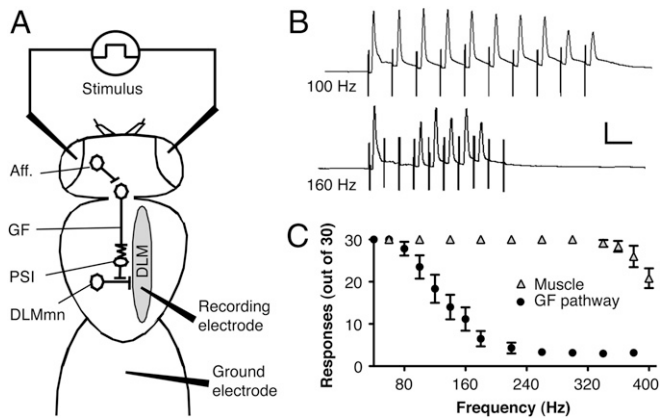 A
Stimulus
Aff.
GF
PSI
DLMmn
DLM
Recording
electrode
Ground
electrode
B
100 Hz
160 Hz
C
Responses (out of 30)
30
20
10
0
Muscle
GF pathway
80
160
240
320
400
Frequency (Hz)